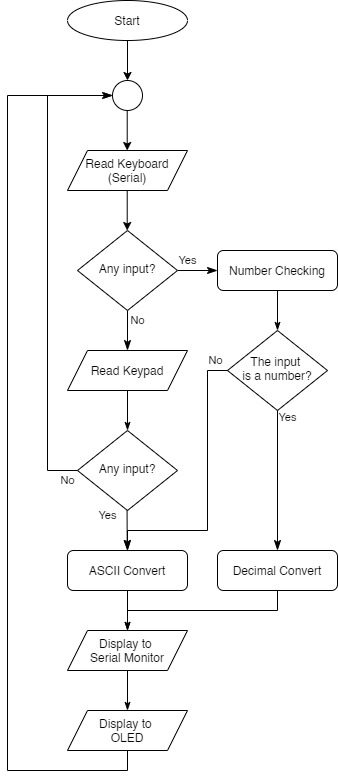 Start
Read Keyboard
(Serial)
Any input?
Yes
Number Checking
No
Read Keypad
No
The input
is a number?
Yes
Any input?
No
Yes
ASCII Convert
Decimal Convert
Display to
Serial Monitor
Display to
OLED